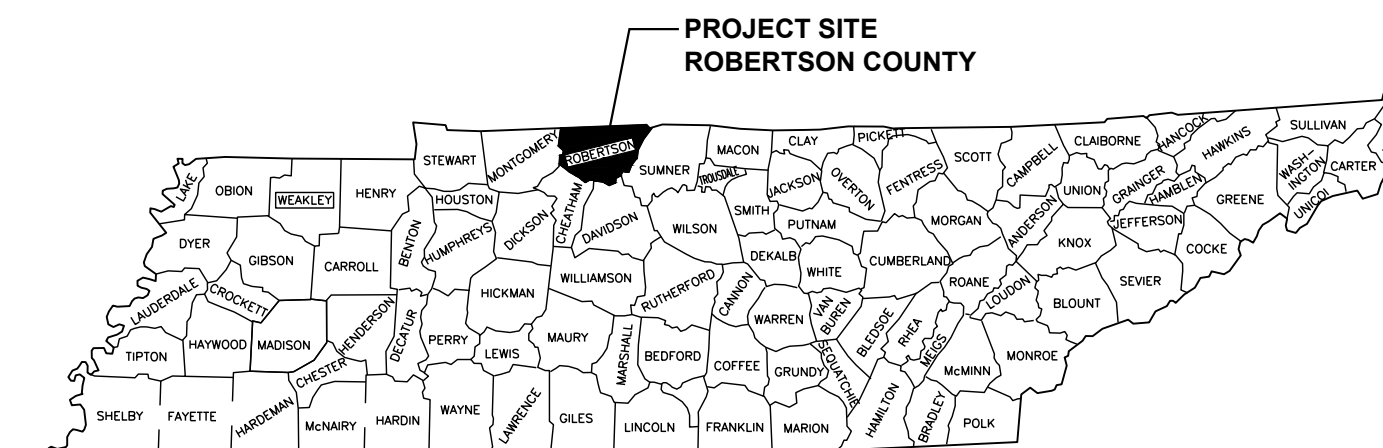 PROJECT SITE
ROBERTSON COUNTY
STEWART
MONTGOMERY
ROBERTSON
SUMNER
MACON
TROUSDALE
CLAY
PICKETT
SCOTT
CAMPBELL
CLAIBORNE
HANCOCK
HAWKINS
SULLIVAN
LAKE
OBION
WEAKLEY
HENRY
HOUSTON
CHEATHAM
JACKSON
OVERTON
FENTRESS
UNION
GRAINGER
HAMBLEN
GREENE
WASH-
INGTON
CARTER
UNICOI
DYER
GIBSON
CARROLL
BENTON
HUMPHREYS
DICKSON
DAVIDSON
WILSON
SMITH
PUTNAM
MORGAN
ANDERSON
KNOX
JEFFERSON
COCKE
LAUDERDALE
CROCKETT
HICKMAN
WILLIAMSON
RUTHERFORD
CANNON
DEKALB
WHITE
CUMBERLAND
ROANE
LOUDON
BLOUNT
SEVIER
TIPTON
HAYWOOD
MADISON
HENDERSON
DECATUR
PERRY
LEWIS
MAURY
MARSHALL
BEDFORD
COFFEE
WARREN
VAN
BUREN
GRUNDY
SEQUATCHIE
BLEDSOE
RHEA
MEIGS
McMINN
MONROE
SHELBY
FAYETTE
HARDEMAN
CHESTER
McNAIRY
HARDIN
WAYNE
LAWRENCE
GILES
LINCOLN
FRANKLIN
MARION
HAMILTON
BRADLEY
POLK